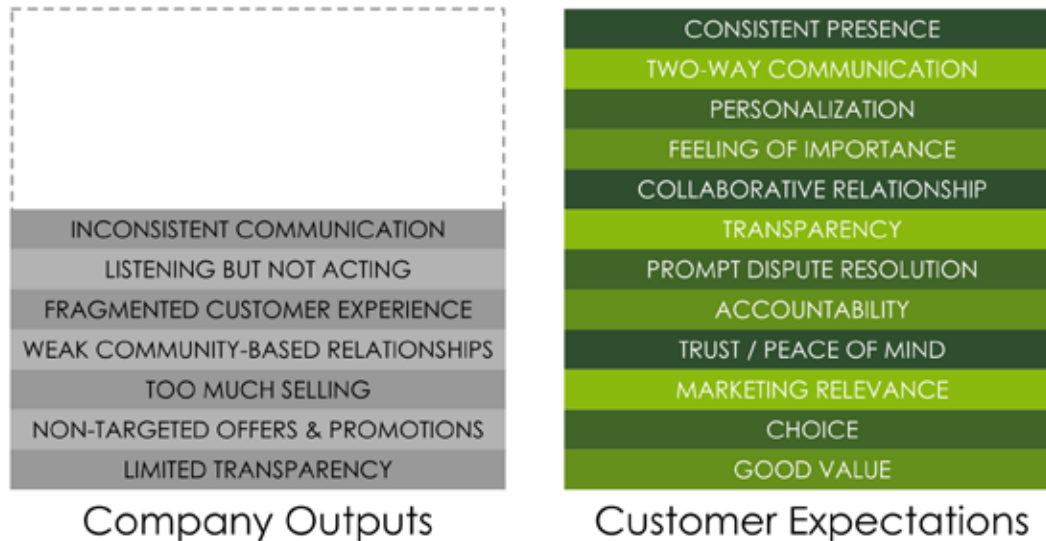 INCONSISTENT COMMUNICATION
LISTENING BUT NOT ACTING
FRAGMENTED CUSTOMER EXPERIENCE
WEAK COMMUNITY-BASED RELATIONSHIPS
TOO MUCH SELLING
NON-TARGETED OFFERS & PROMOTIONS
LIMITED TRANSPARENCY
Company Outputs
CONSISTENT PRESENCE
TWO-WAY COMMUNICATION
PERSONALIZATION
FEELING OF IMPORTANCE
COLLABORATIVE RELATIONSHIP
TRANSPARENCY
PROMPT DISPUTE RESOLUTION
ACCOUNTABILITY
TRUST / PEACE OF MIND
MARKETING RELEVANCE
CHOICE
GOOD VALUE
Customer Expectations